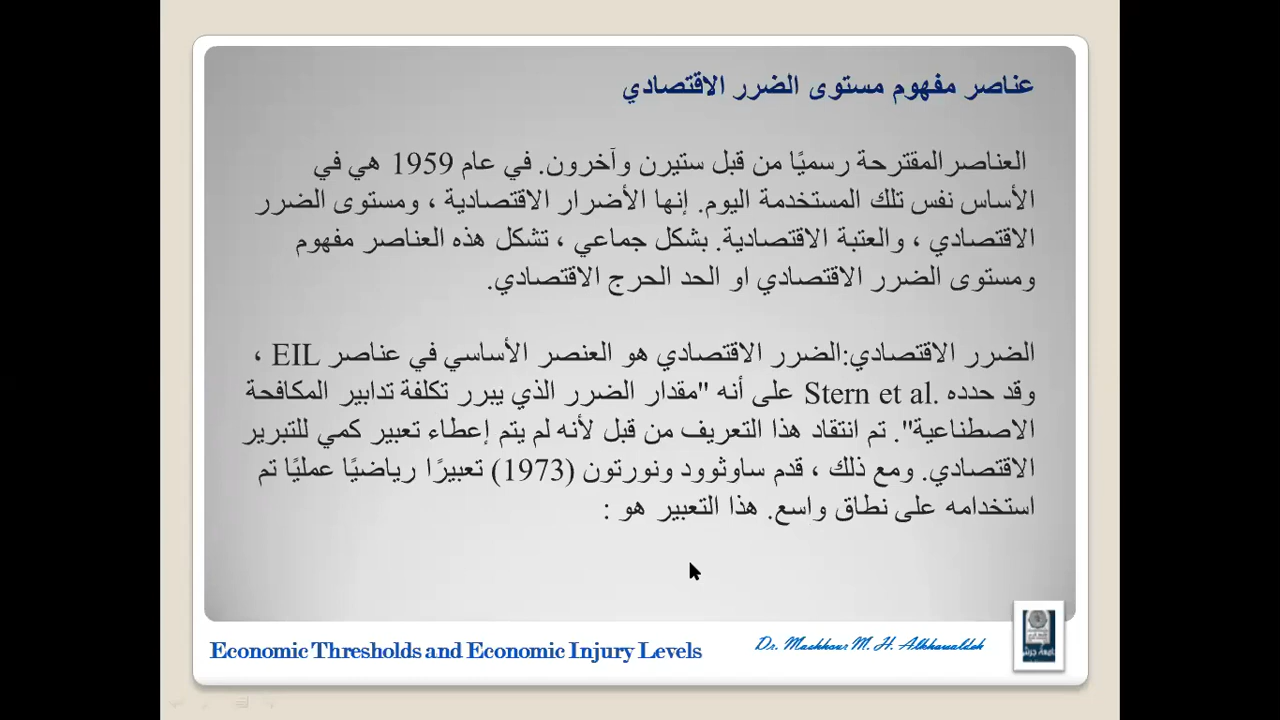 عناصر مفهوم مستوى الضرر الاقتصادي
العناصرالمقترحة رسميًا من قبل ستيرن وآخرون. في عام 1959 هي في
الأساس نفس تلك المستخدمة اليوم. إنها الأضرار الاقتصادية ، ومستوى الضرر
الاقتصادي ، والعتبة الاقتصادية. بشكل جماعي ، تشكل هذه العناصر مفهوم
ومستوى الضرر الاقتصادي او الحد الحرج الاقتصادي.
الضرر الاقتصادي:الضرر الاقتصادي هو العنصر الأساسي في عناصر EIL ،
وقد حدده Stern et al. على أنه "مقدار الضرر الذي يبرر تكلفة تدابير المكافحة
الاصطناعية". تم انتقاد هذا التعريف من قبل لأنه لم يتم إعطاء تعبير كمي للتبرير
الاقتصادي. ومع ذلك ، قدم ساوثوود ونورتون (1973) تعبيرًا رياضيًا عمليًا تم
استخدامه على نطاق واسع. هذا التعبير هو :
Economic Thresholds and Economic Injury Levels
Dr. Mashhour M. H. Alkhawaldeh